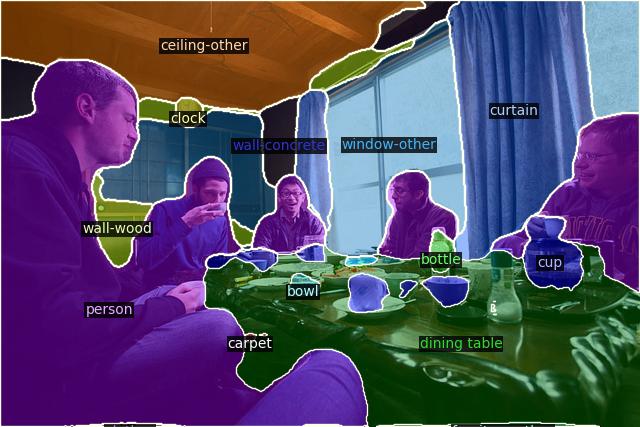 ceiling-other
clock
curtain
wall-concrete
window-other
wall-wood
bottle
cup
bowl
person
carpet
dining table